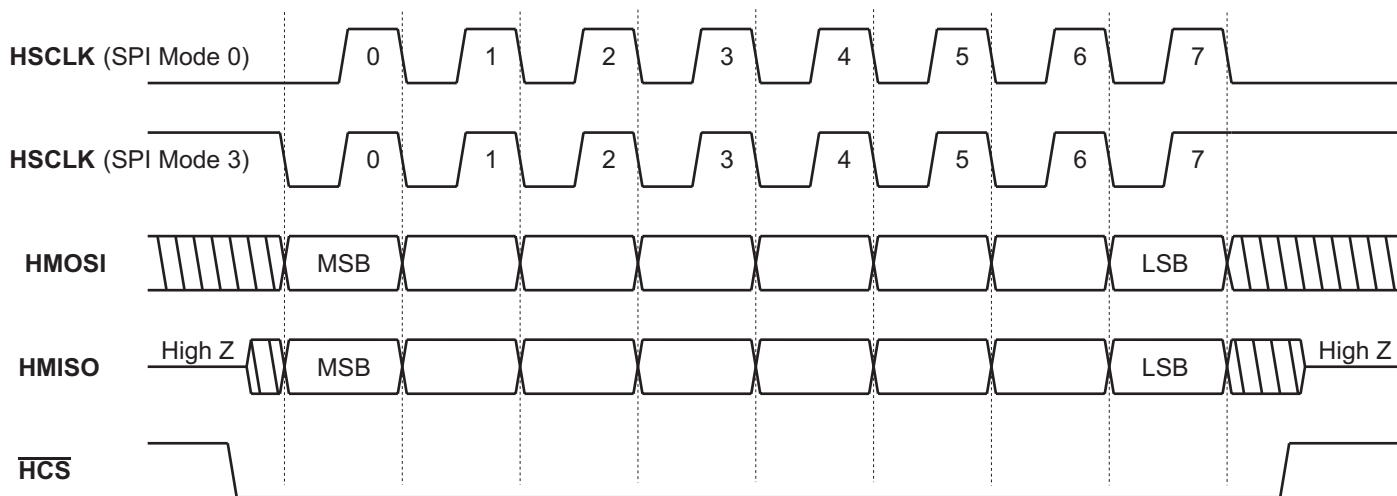 HSCLK (SPI Mode 0) 0 1 2 3 4 5 6 7
HSCLK (SPI Mode 3) 0 1 2 3 4 5 6 7
HMOSI MSB LSB
HMISO High Z MSB LSB High Z
HCS